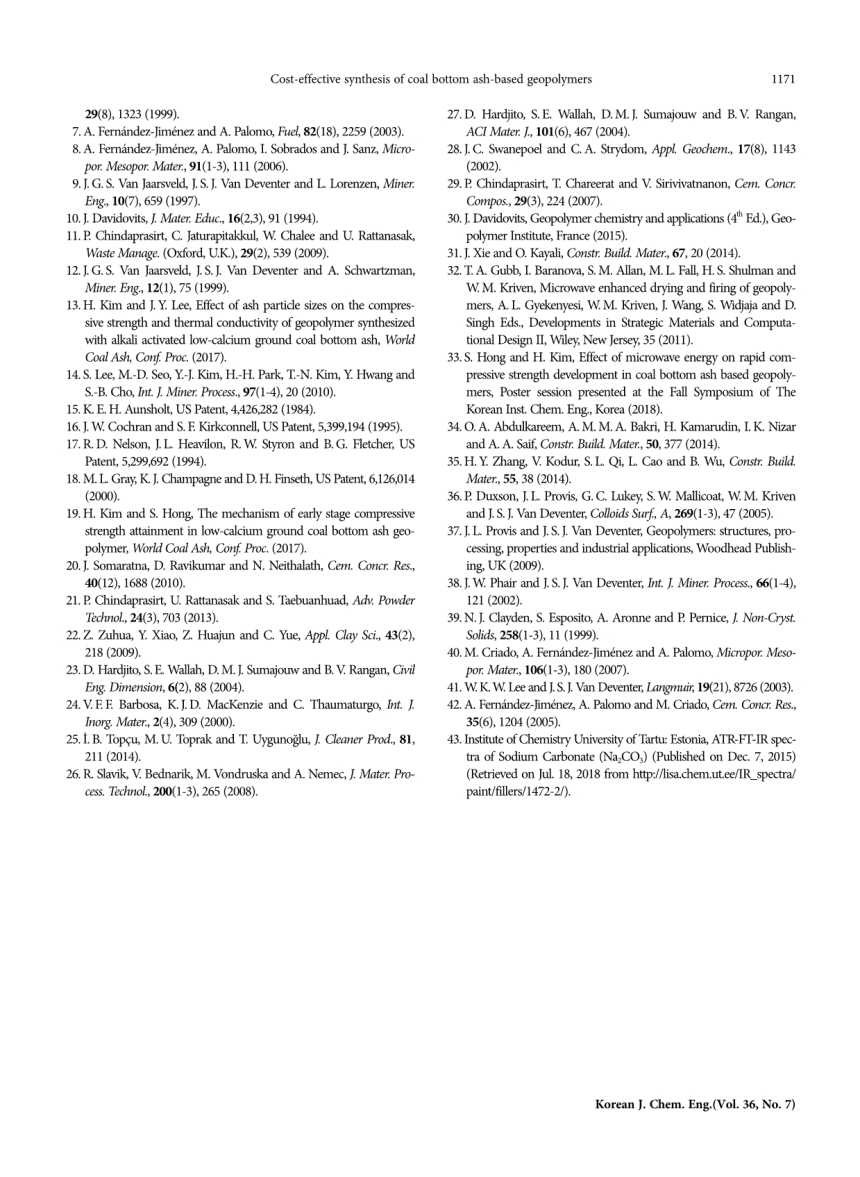 Cost-effective synthesis of coal bottom ash-based geopolymers 1171
29(8), 1323 (1999).
7. A. Fernández-Jiménez and A. Palomo, Fuel, 82(18), 2259 (2003).
8. A. Fernández-Jiménez, A. Palomo, I. Sobrados and J. Sanz, Micro-
por. Mesopor. Mater., 91(1-3), 111 (2006).
9. J. G. S. Van Jaarsveld, J. S. J. Van Deventer and L. Lorenzen, Miner.
Eng., 10(7), 659 (1997).
10. J. Davidovits, J. Mater. Educ., 16(2,3), 91 (1994).
11. P. Chindaprasirt, C. Jaturapitakkul, W. Chalee and U. Rattanasak,
Waste Manage. (Oxford, U.K.), 29(2), 539 (2009).
12. J. G. S. Van Jaarsveld, J. S. J. Van Deventer and A. Schwartzman,
Miner. Eng., 12(1), 75 (1999).
13. H. Kim and J. Y. Lee, Effect of ash particle sizes on the compres-
sive strength and thermal conductivity of geopolymer synthesized
with alkali activated low-calcium ground coal bottom ash, World
Coal Ash, Conf. Proc. (2017).
14. S. Lee, M.-D. Seo, Y.-J. Kim, H.-H. Park, T.-N. Kim, Y. Hwang and
S.-B. Cho, Int. J. Miner. Process., 97(1-4), 20 (2010).
15. K. E. H. Aunsholt, US Patent, 4,426,282 (1984).
16. J. W. Cochran and S. F. Kirkconnell, US Patent, 5,399,194 (1995).
17. R. D. Nelson, J. L. Heavilon, R. W. Styron and B. G. Fletcher, US
Patent, 5,299,692 (1994).
18. M. L. Gray, K. J. Champagne and D. H. Finseth, US Patent, 6,126,014
(2000).
19. H. Kim and S. Hong, The mechanism of early stage compressive
strength attainment in low-calcium ground coal bottom ash geo-
polymer, World Coal Ash, Conf. Proc. (2017).
20. J. Somaratna, D. Ravikumar and N. Neithalath, Cem. Concr. Res.,
40(12), 1688 (2010).
21. P. Chindaprasirt, U. Rattanasak and S. Taebuanhuad, Adv. Powder
Technol., 24(3), 703 (2013).
22. Z. Zuhua, Y. Xiao, Z. Huajun and C. Yue, Appl. Clay Sci., 43(2),
218 (2009).
23. D. Hardjito, S. E. Wallah, D. M. J. Sumajouw and B. V. Rangan, Civil
Eng. Dimension, 6(2), 88 (2004).
24. V. F. F. Barbosa, K. J. D. MacKenzie and C. Thaumaturgo, Int. J.
Inorg. Mater., 2(4), 309 (2000).
25. İ. B. Topçu, M. U. Toprak and T. Uygunoğlu, J. Cleaner Prod., 81,
211 (2014).
26. R. Slavik, V. Bednarik, M. Vondruska and A. Nemec, J. Mater. Pro-
cess. Technol., 200(1-3), 265 (2008).
27. D. Hardjito, S. E. Wallah, D. M. J. Sumajouw and B. V. Rangan,
ACI Mater. J., 101(6), 467 (2004).
28. J. C. Swanepoel and C. A. Strydom, Appl. Geochem., 17(8), 1143
(2002).
29. P. Chindaprasirt, T. Chareerat and V. Sirivivatnanon, Cem. Concr.
Compos., 29(3), 224 (2007).
30. J. Davidovits, Geopolymer chemistry and applications (4th Ed.), Geo-
polymer Institute, France (2015).
31. J. Xie and O. Kayali, Constr. Build. Mater., 67, 20 (2014).
32. T. A. Gubb, I. Baranova, S. M. Allan, M. L. Fall, H. S. Shulman and
W. M. Kriven, Microwave enhanced drying and firing of geopoly-
mers, A. L. Gyekenyesi, W. M. Kriven, J. Wang, S. Widjaja and D.
Singh Eds., Developments in Strategic Materials and Computa-
tional Design II, Wiley, New Jersey, 35 (2011).
33. S. Hong and H. Kim, Effect of microwave energy on rapid com-
pressive strength development in coal bottom ash based geopoly-
mers, Poster session presented at the Fall Symposium of The
Korean Inst. Chem. Eng., Korea (2018).
34. O. A. Abdulkareem, A. M. M. A. Bakri, H. Kamarudin, I. K. Nizar
and A. A. Saif, Constr. Build. Mater., 50, 377 (2014).
35. H. Y. Zhang, V. Kodur, S. L. Qi, L. Cao and B. Wu, Constr. Build.
Mater., 55, 38 (2014).
36. P. Duxson, J. L. Provis, G. C. Lukey, S. W. Mallicoat, W. M. Kriven
and J. S. J. Van Deventer, Colloids Surf., A, 269(1-3), 47 (2005).
37. J. L. Provis and J. S. J. Van Deventer, Geopolymers: structures, pro-
cessing, properties and industrial applications, Woodhead Publish-
ing, UK (2009).
38. J. W. Phair and J. S. J. Van Deventer, Int. J. Miner. Process., 66(1-4),
121 (2002).
39. N. J. Clayden, S. Esposito, A. Aronne and P. Pernice, J. Non-Cryst.
Solids, 258(1-3), 11 (1999).
40. M. Criado, A. Fernández-Jiménez and A. Palomo, Micropor. Meso-
por. Mater., 106(1-3), 180 (2007).
41. W. K. W. Lee and J. S. J. Van Deventer, Langmuir, 19(21), 8726 (2003).
42. A. Fernández-Jiménez, A. Palomo and M. Criado, Cem. Concr. Res.,
35(6), 1204 (2005).
43. Institute of Chemistry University of Tartu: Estonia, ATR-FT-IR spec-
tra of Sodium Carbonate (Na₂CO₃) (Published on Dec. 7, 2015)
(Retrieved on Jul. 18, 2018 from http://lisa.chem.ut.ee/IR_spectra/
paint/fillers/1472-2/).
Korean J. Chem. Eng.(Vol. 36, No. 7)